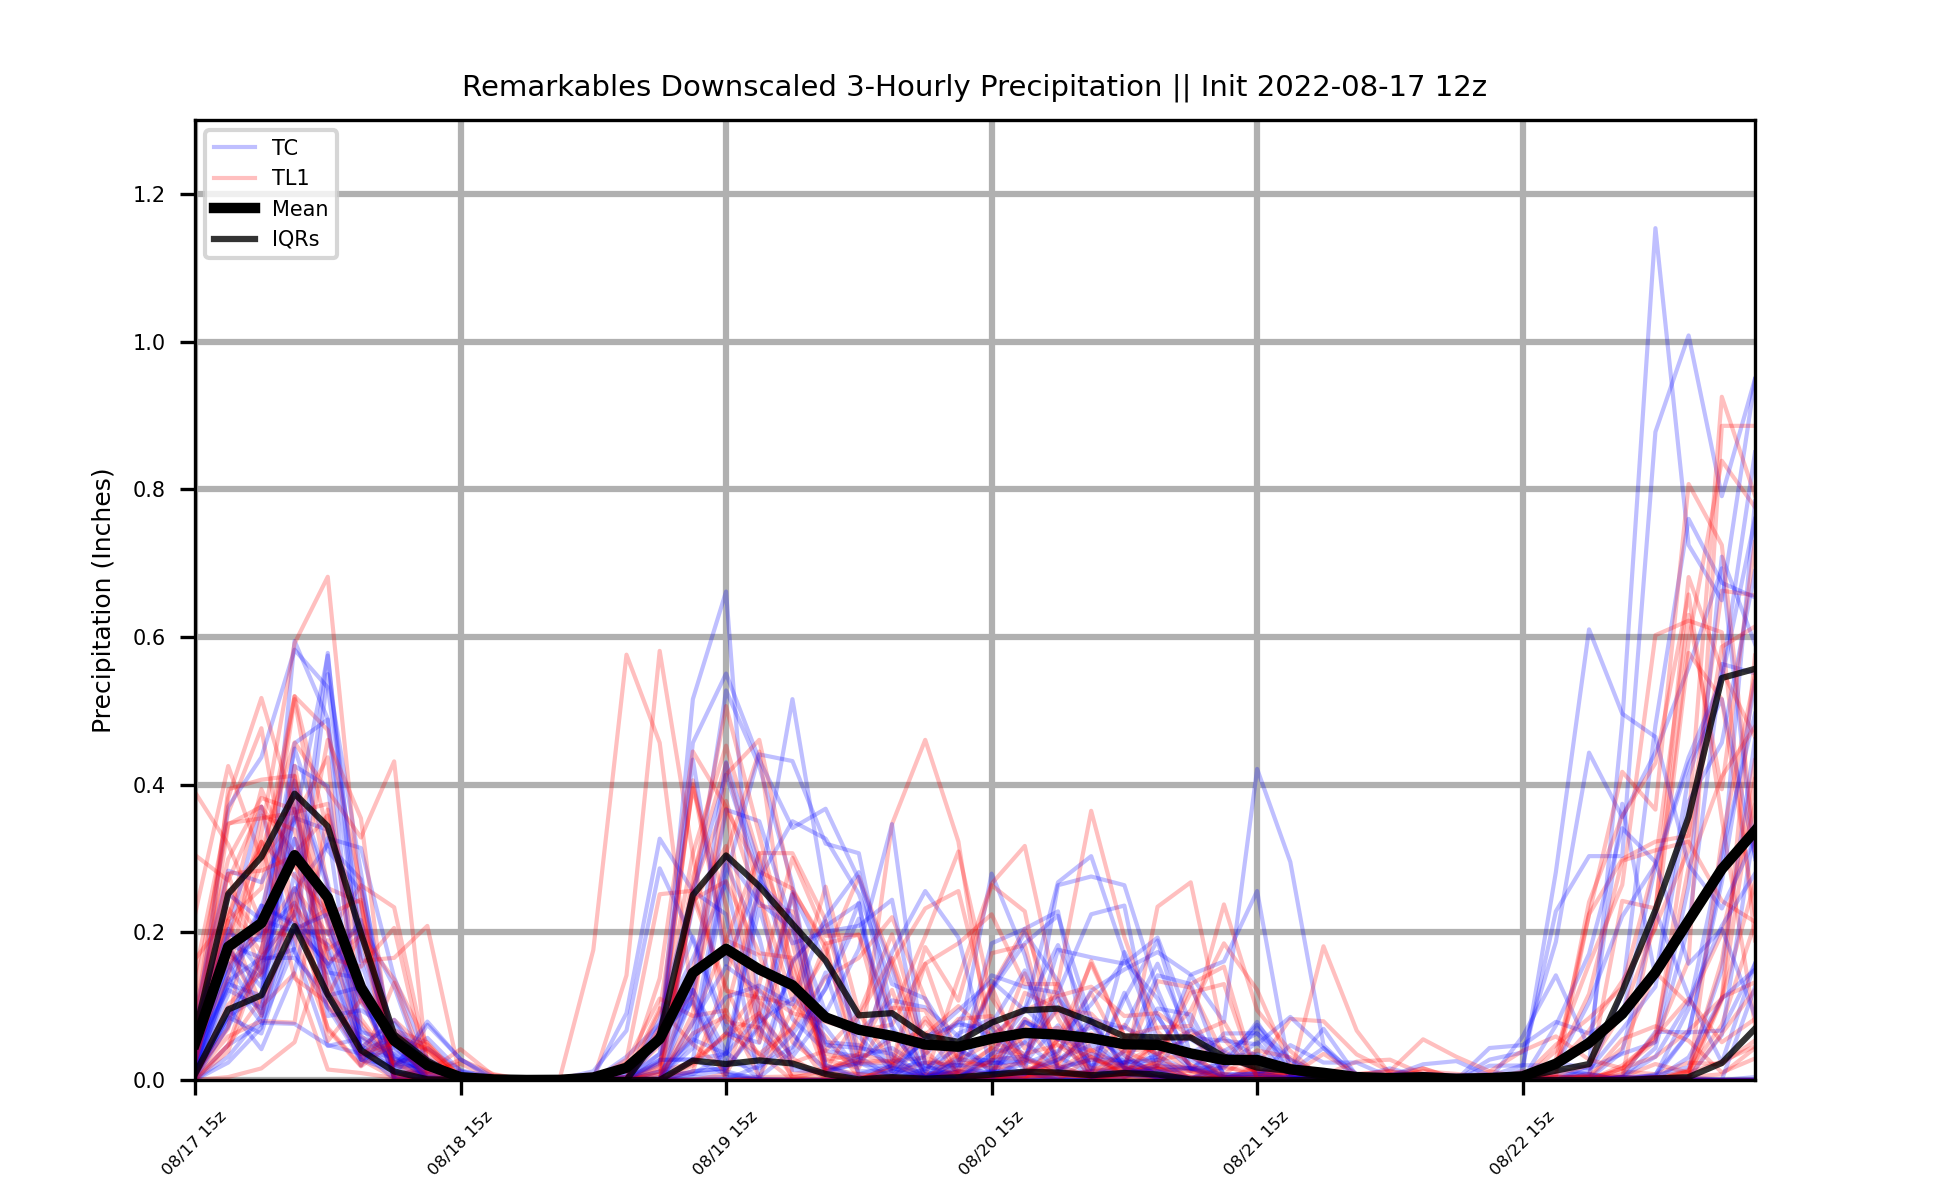 Remarkables Downscaled 3-Hourly Precipitation || Init 2022-08-17 12z
TC
TL1
Mean
IQRs
Precipitation (Inches)
1.2
1.0
0.8
0.6
0.4
0.2
0.0
08/17 15z
08/18 15z
08/19 15z
08/20 15z
08/21 15z
08/22 15z